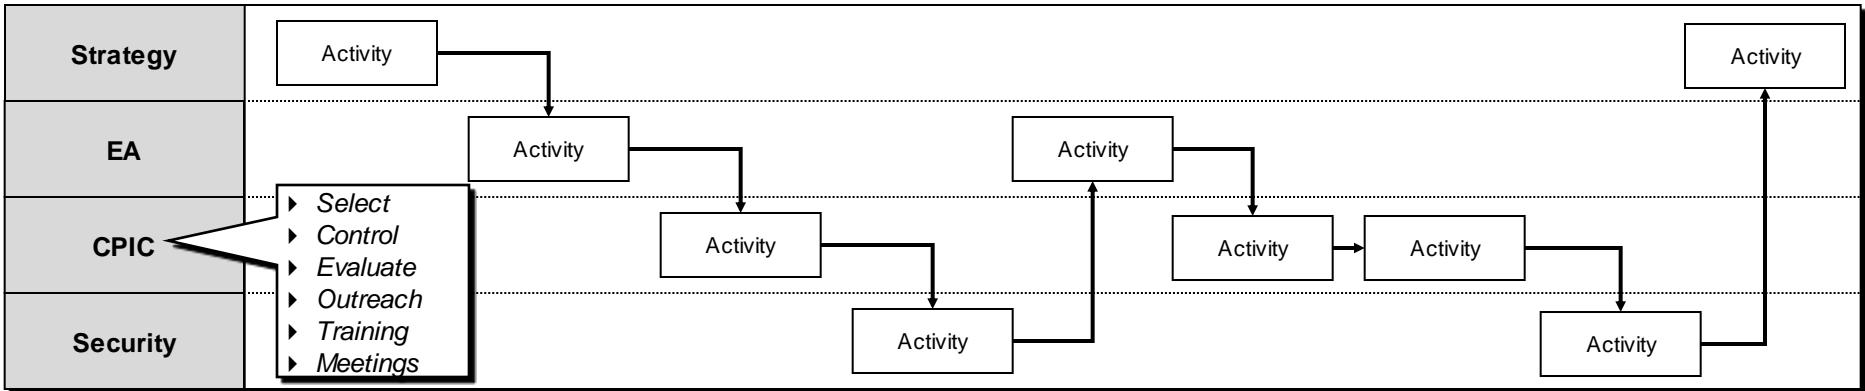 Strategy
Activity
Activity
EA
Activity
Activity
CPIC
Select
Control
Evaluate
Outreach
Training
Meetings
Activity
Activity
Activity
Security
Activity
Activity